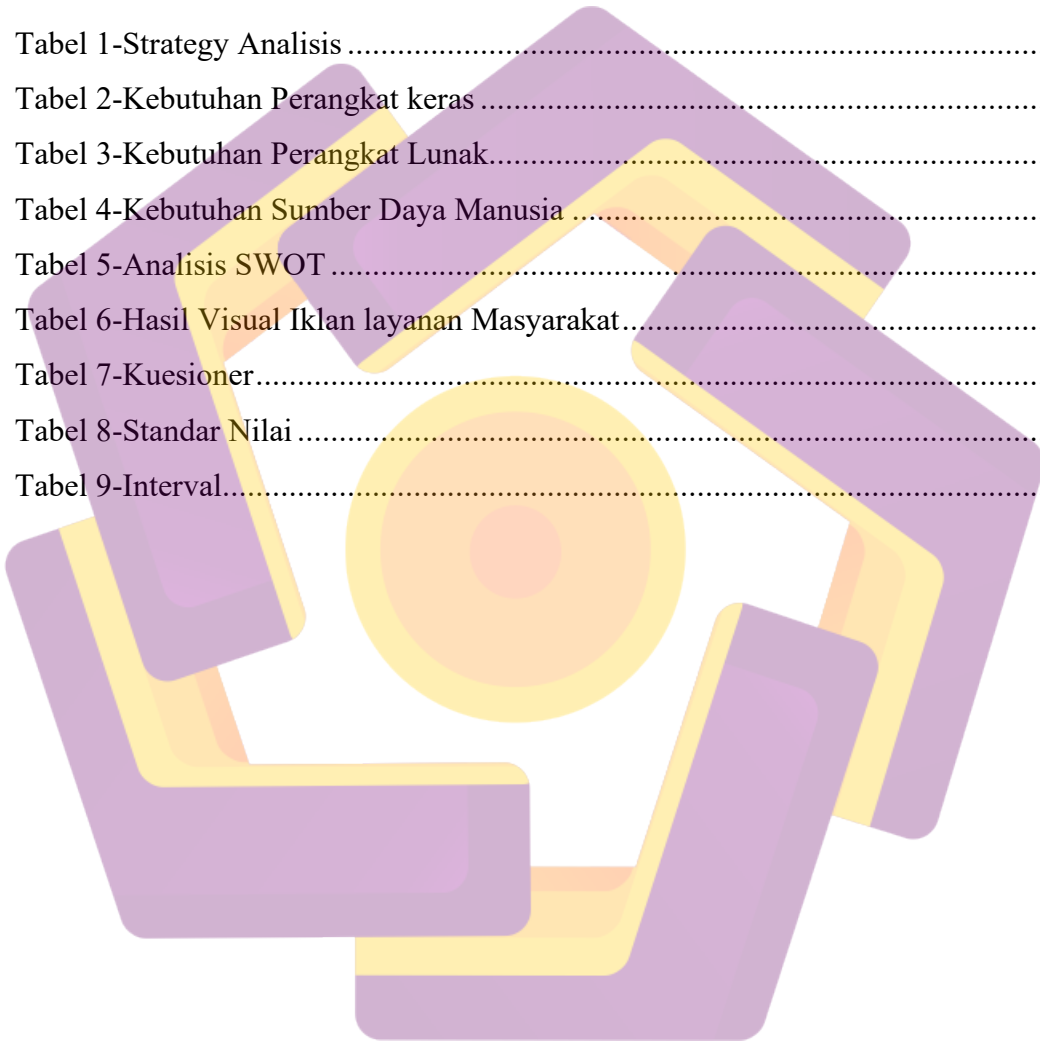 Tabel 1-Strategy Analisis ..........................................................................................
Tabel 2-Kebutuhan Perangkat keras ........................................................................
Tabel 3-Kebutuhan Perangkat Lunak.......................................................................
Tabel 4-Kebutuhan Sumber Daya Manusia .............................................................
Tabel 5-Analisis SWOT ............................................................................................
Tabel 6-Hasil Visual Iklan layanan Masyarakat......................................................
Tabel 7-Kuesioner.....................................................................................................
Tabel 8-Standar Nilai ................................................................................................
Tabel 9-Interval.........................................................................................................